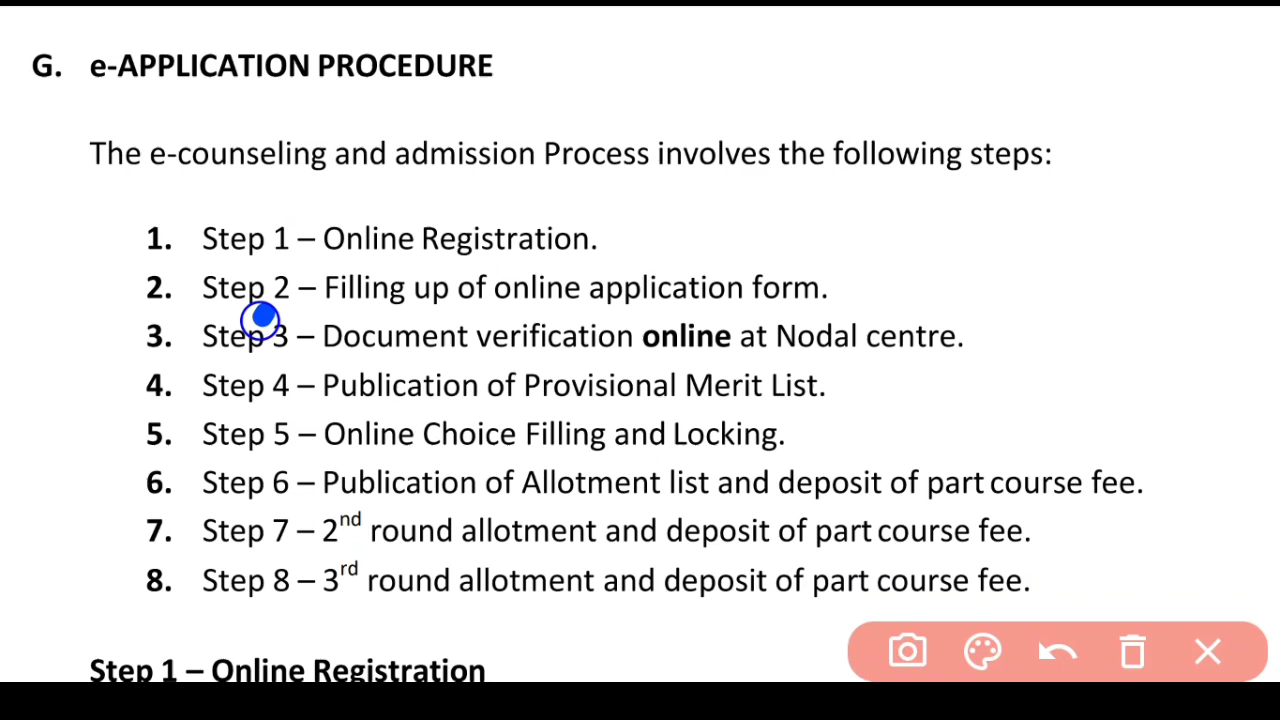 G. e-APPLICATION PROCEDURE
The e-counseling and admission Process involves the following steps:
1. Step 1 – Online Registration.
2. Step 2 – Filling up of online application form.
3. Step 3 – Document verification online at Nodal centre.
4. Step 4 – Publication of Provisional Merit List.
5. Step 5 – Online Choice Filling and Locking.
6. Step 6 – Publication of Allotment list and deposit of part course fee.
7. Step 7 – 2nd round allotment and deposit of part course fee.
8. Step 8 – 3rd round allotment and deposit of part course fee.
Step 1 – Online Registration